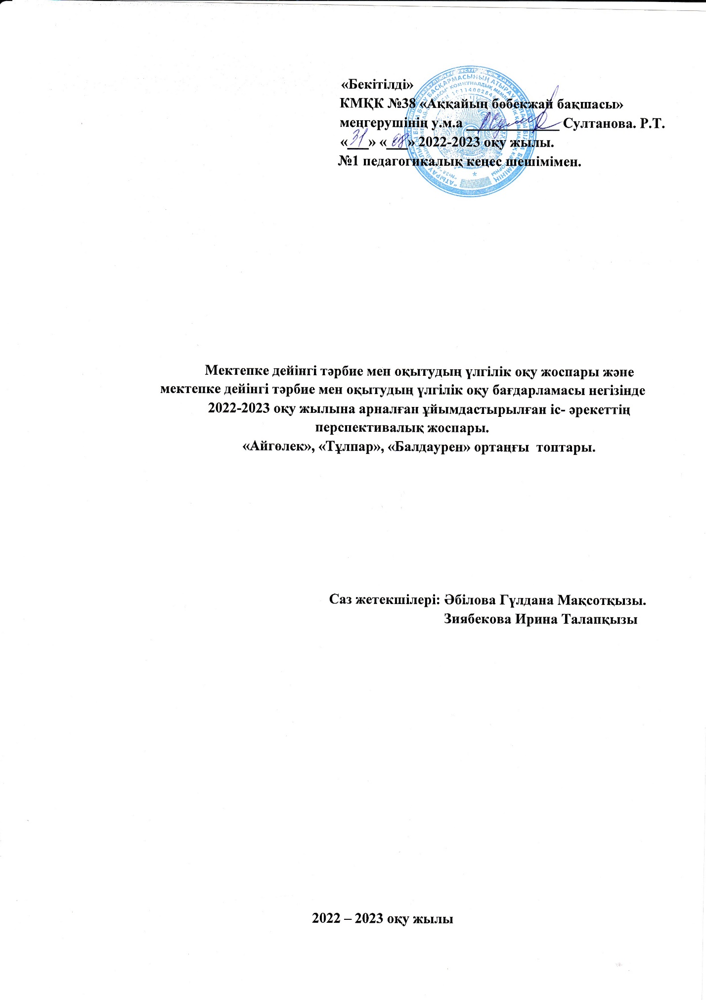 «Бекітілді»
КМҚК №38 «Аққайың бөбекжай бақшасы»
меңгерушінің у.м.а _____________ Султанова. Р.Т.
«31» «08» 2022-2023 оқу жылы.
№1 педагогикалық кеңес шешімімен.
Мектепке дейінгі тәрбие мен оқытудың үлгілік оқу жоспары және
мектепке дейінгі тәрбие мен оқытудың үлгілік оқу бағдарламасы негізінде
2022-2023 оқу жылына арналған ұйымдастырылған іс- әрекеттің
перспективалық жоспары.
«Айгөлек», «Тұлпар», «Балдаурен» ортаңғы топтары.
Саз жетекшілері: Әбілова Гүлдана Мақсотқызы.
Зиябекова Ирина Талапқызы
2022 – 2023 оқу жылы